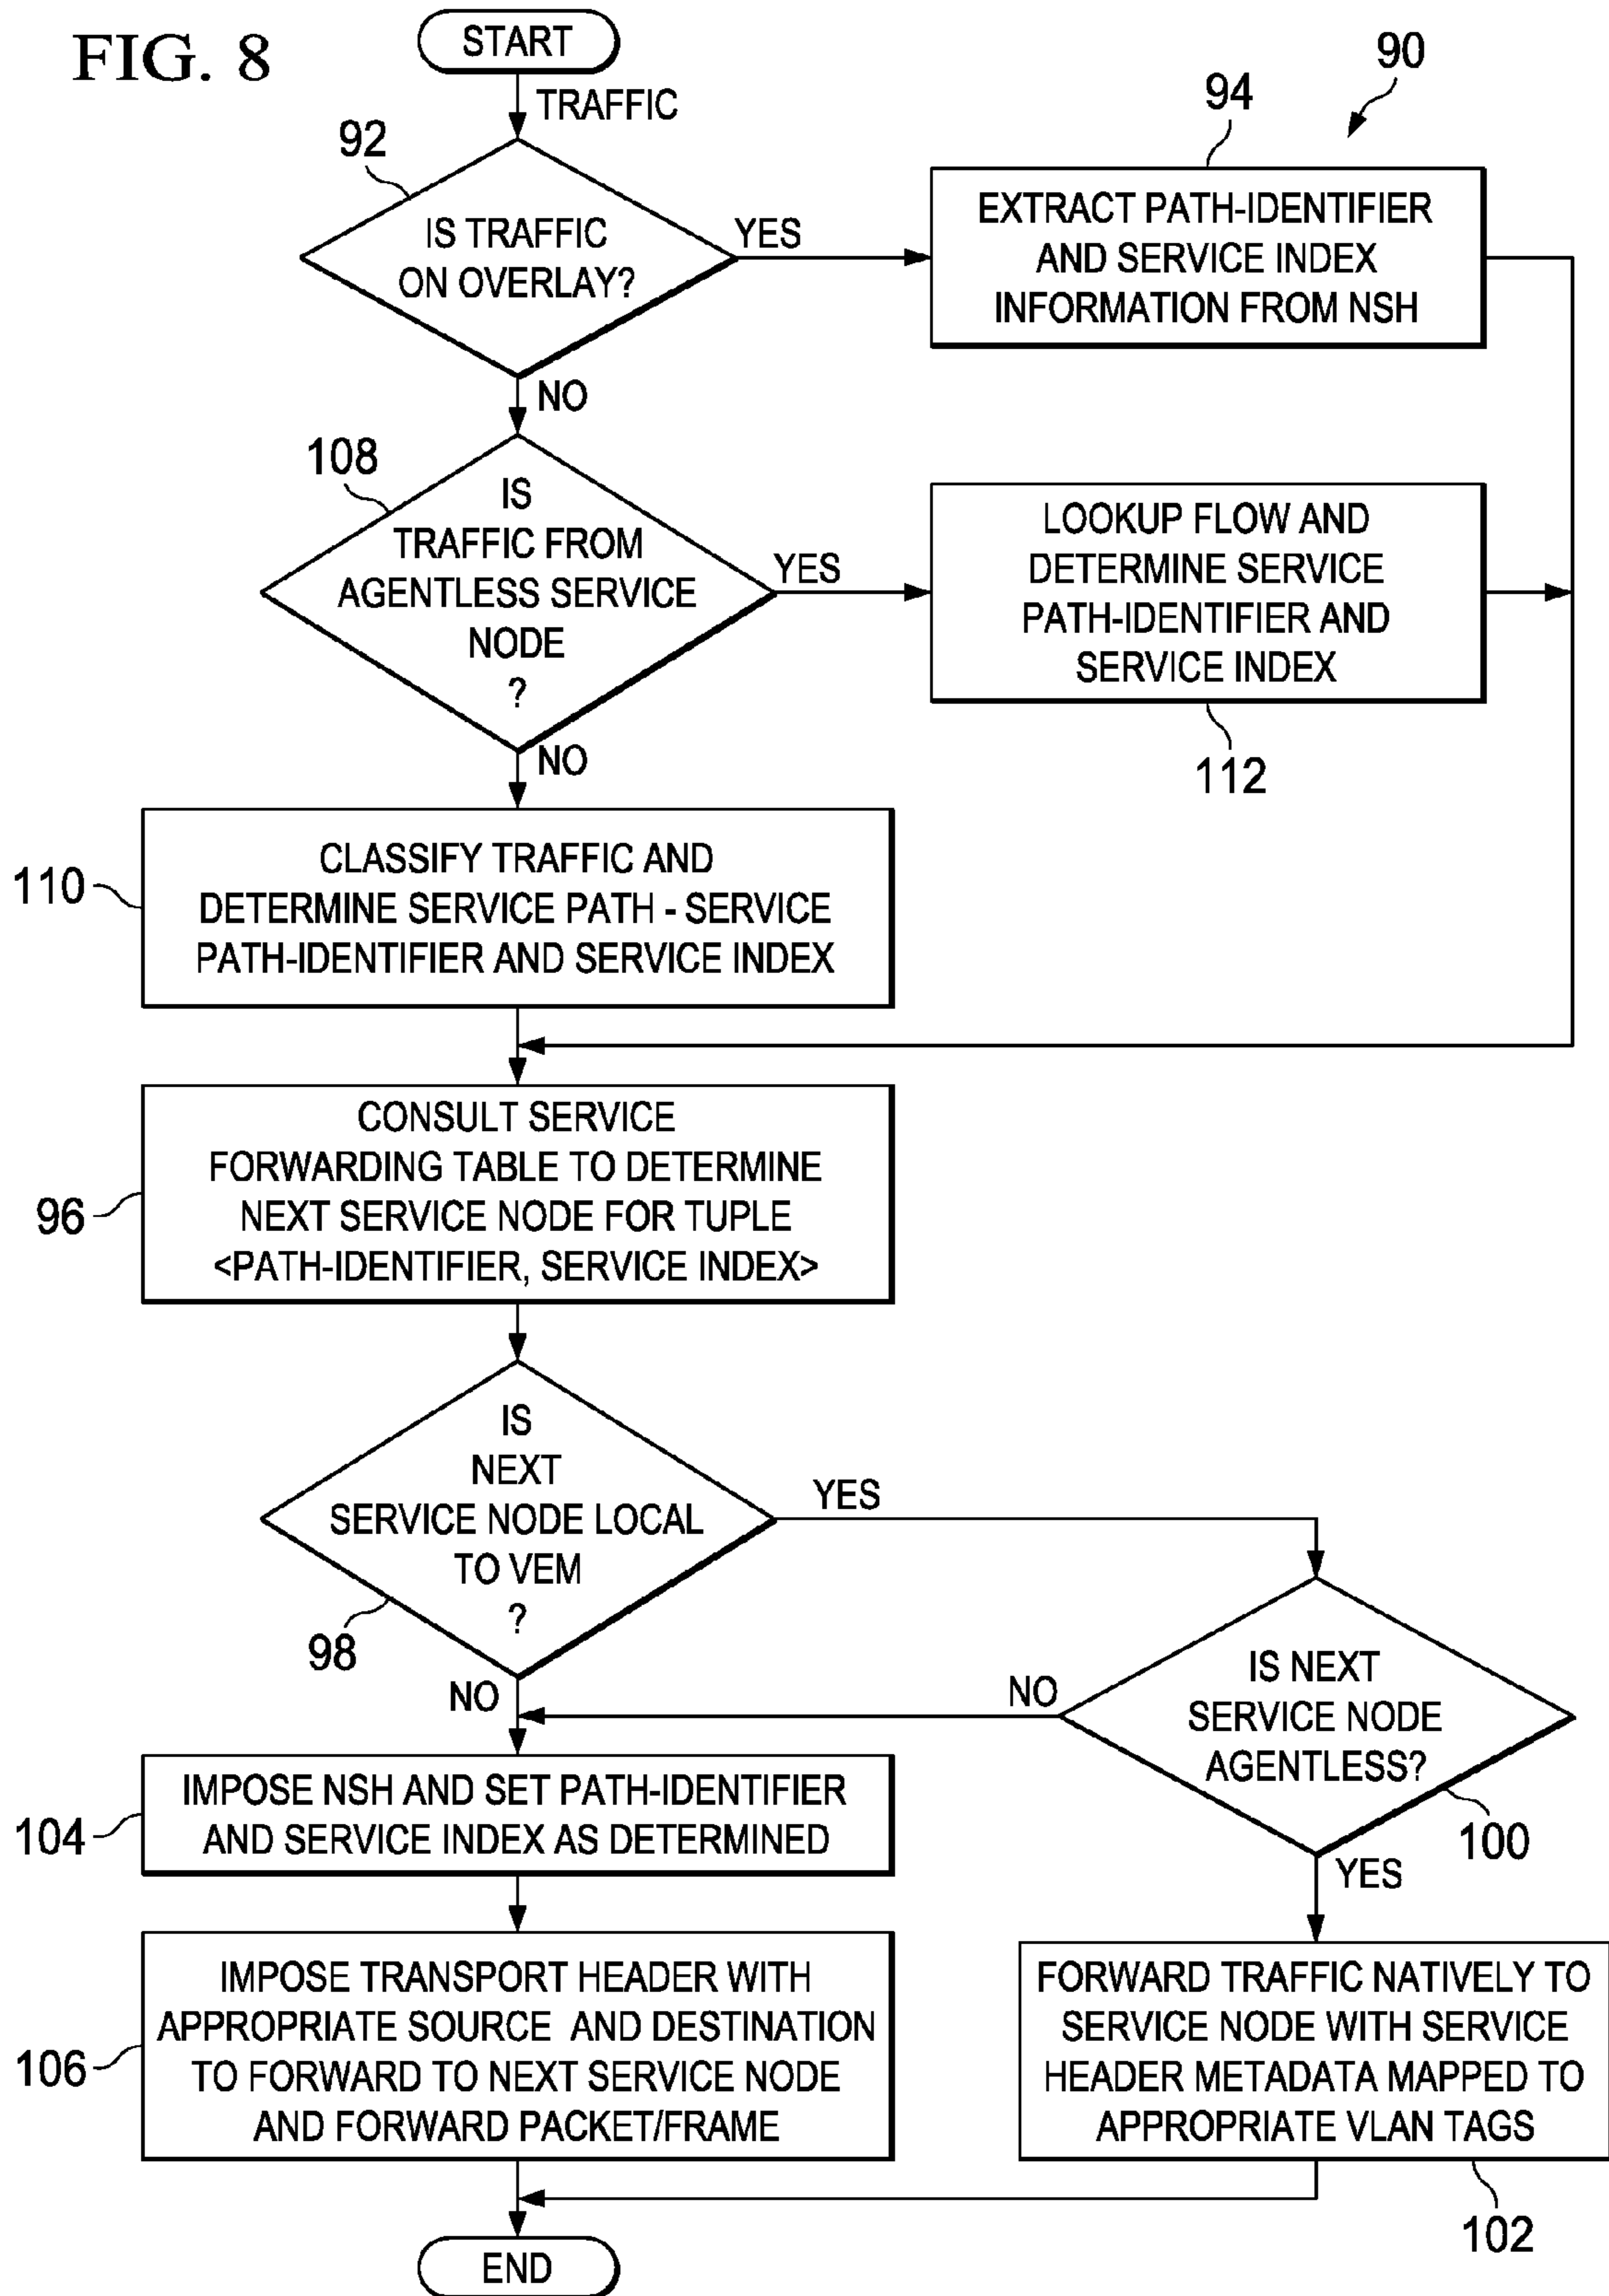 FIG. 8
START
TRAFFIC
90
92
94
IS TRAFFIC
ON OVERLAY?
YES
EXTRACT PATH-IDENTIFIER
AND SERVICE INDEX
INFORMATION FROM NSH
NO
108
IS
TRAFFIC FROM
AGENTLESS SERVICE
NODE
?
YES
LOOKUP FLOW AND
DETERMINE SERVICE
PATH-IDENTIFIER AND
SERVICE INDEX
112
NO
110
CLASSIFY TRAFFIC AND
DETERMINE SERVICE PATH - SERVICE
PATH-IDENTIFIER AND SERVICE INDEX
96
CONSULT SERVICE
FORWARDING TABLE TO DETERMINE
NEXT SERVICE NODE FOR TUPLE
<PATH-IDENTIFIER, SERVICE INDEX>
IS
NEXT
SERVICE NODE LOCAL
TO VEM
?
98
YES
NO
IS NEXT
SERVICE NODE
AGENTLESS?
100
NO
YES
104
IMPOSE NSH AND SET PATH-IDENTIFIER
AND SERVICE INDEX AS DETERMINED
106
IMPOSE TRANSPORT HEADER WITH
APPROPRIATE SOURCE AND DESTINATION
TO FORWARD TO NEXT SERVICE NODE
AND FORWARD PACKET/FRAME
FORWARD TRAFFIC NATIVELY TO
SERVICE NODE WITH SERVICE
HEADER METADATA MAPPED TO
APPROPRIATE VLAN TAGS
102
END